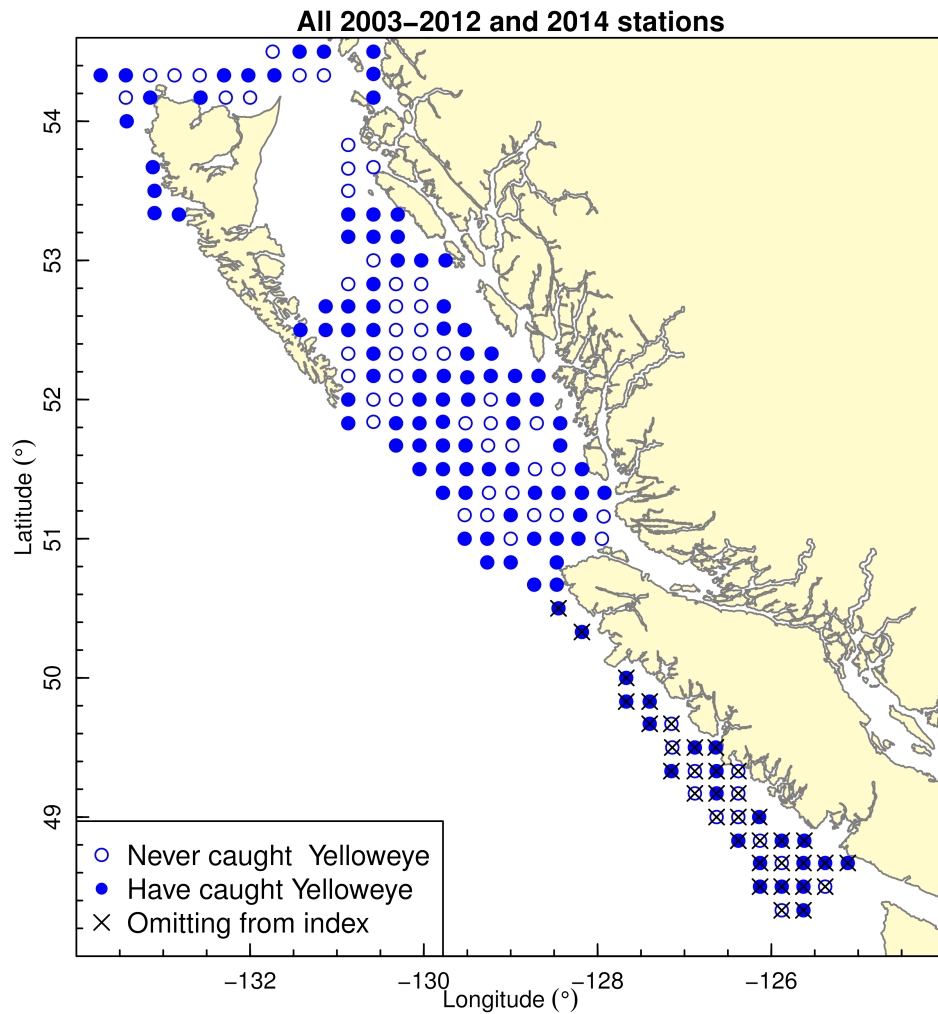 All 2003−2012 and 2014 stations
54
53
52
51
50
49
Latitude (°)
Never caught  Yelloweye
Have caught Yelloweye
Omitting from index
−132
−130
−128
−126
Longitude (°)